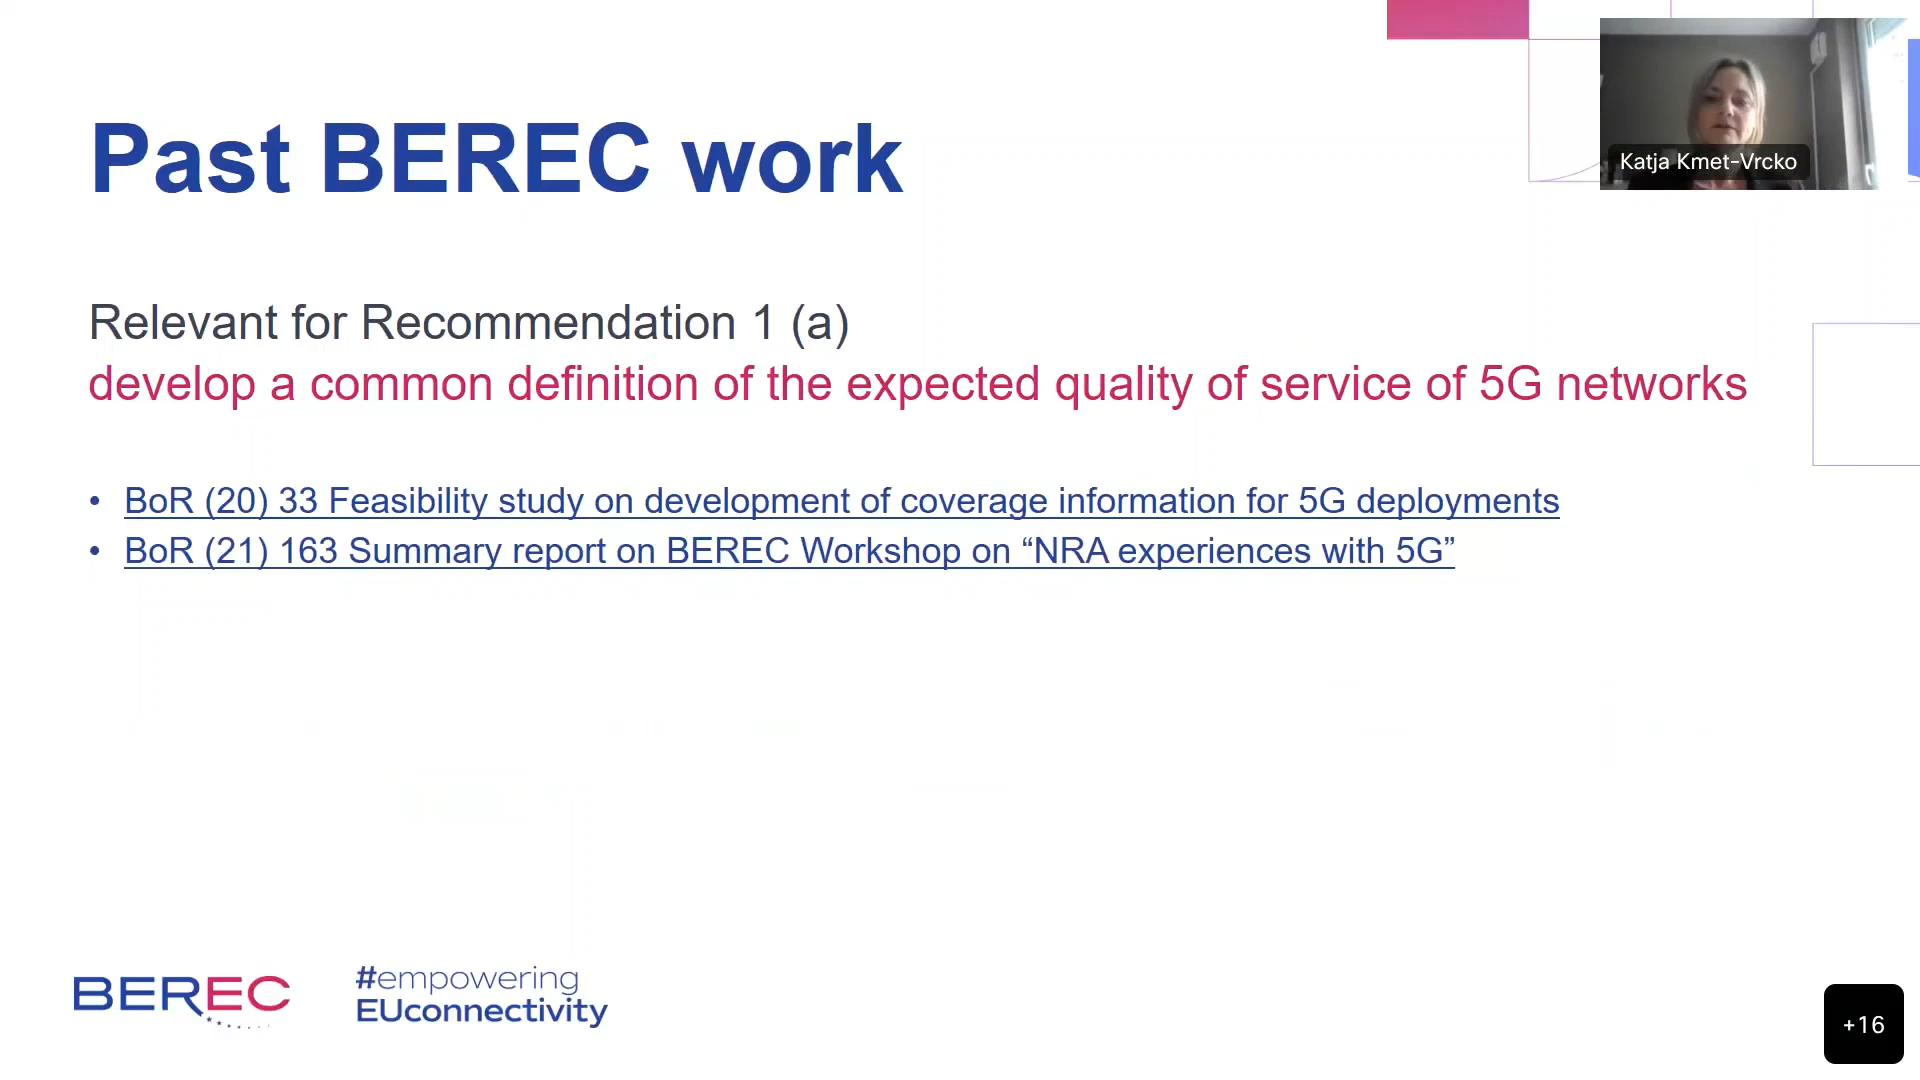 Past BEREC work
Katja Kmet-Vrcko
Relevant for Recommendation 1 (a)
develop a common definition of the expected quality of service of 5G networks
• BoR (20) 33 Feasibility study on development of coverage information for 5G deployments
• BoR (21) 163 Summary report on BEREC Workshop on “NRA experiences with 5G”
BEREC
#empowering
EUconnectivity
+16